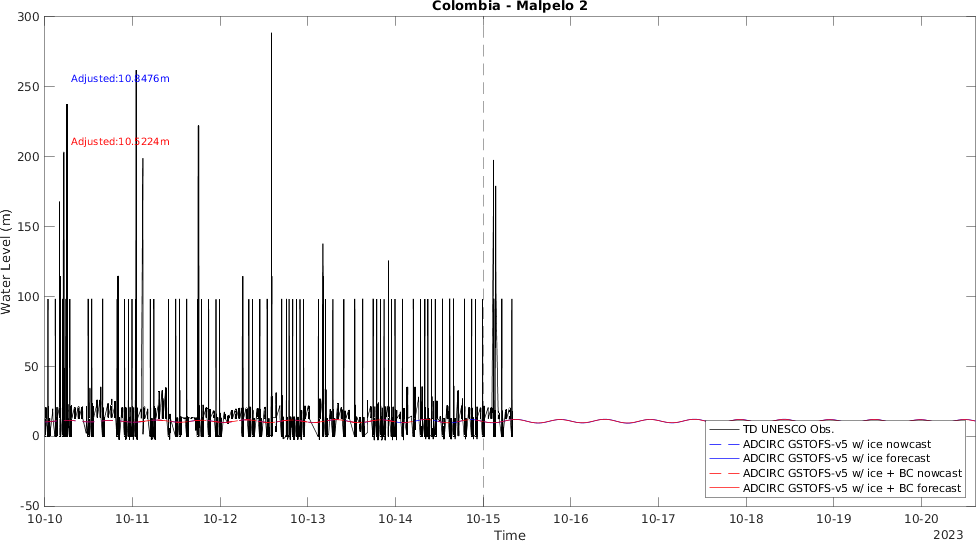 Colombia - Malpelo 2
300
250
200
150
100
50
0
-50
Water Level (m)
Adjusted:10.8476m
Adjusted:10.6224m
10-10
10-11
10-12
10-13
10-14
10-15
10-16
10-17
10-18
10-19
10-20
Time
2023
TD UNESCO Obs.
ADCIRC GSTOFS-v5 w/ ice nowcast
ADCIRC GSTOFS-v5 w/ ice forecast
ADCIRC GSTOFS-v5 w/ ice + BC nowcast
ADCIRC GSTOFS-v5 w/ ice + BC forecast